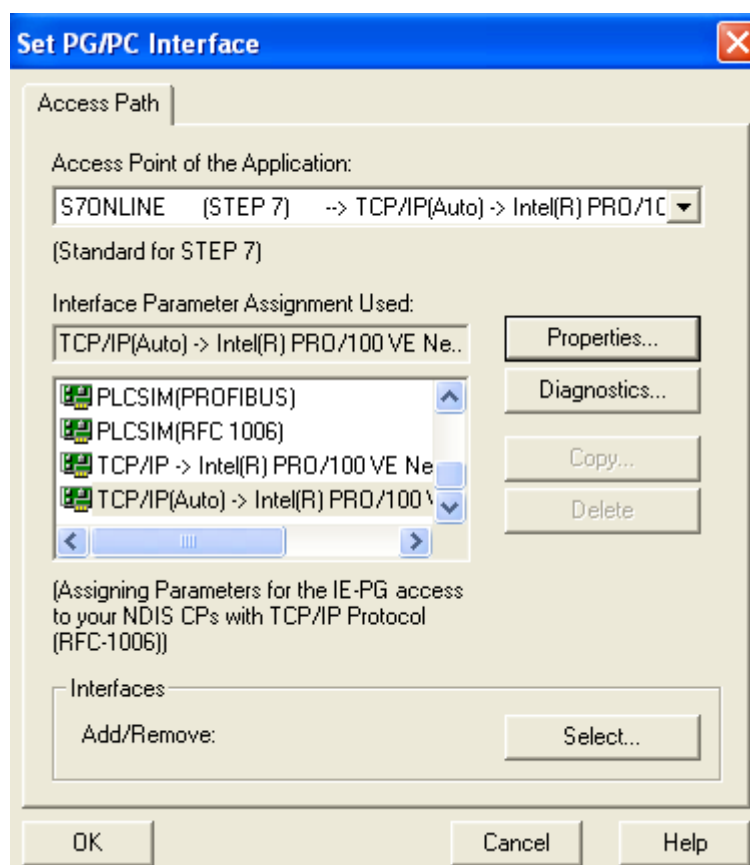 Set PG/PC Interface
Access Path
Access Point of the Application:
S7ONLINE (STEP 7) --> TCP/IP(Auto) -> Intel(R) PRO/10
(Standard for STEP 7)
Interface Parameter Assignment Used:
TCP/IP(Auto) -> Intel(R) PRO/100 VE Ne..
Properties...
PLCSIM(PROFIBUS)
Diagnostics...
PLCSIM(RFC 1006)
TCP/IP -> Intel(R) PRO/100 VE Ne
Copy...
TCP/IP(Auto) -> Intel(R) PRO/100 V
Delete
(Assigning Parameters for the IE-PG access
to your NDIS CPs with TCP/IP Protocol
(RFC-1006))
Interfaces
Add/Remove:
Select...
OK
Cancel
Help